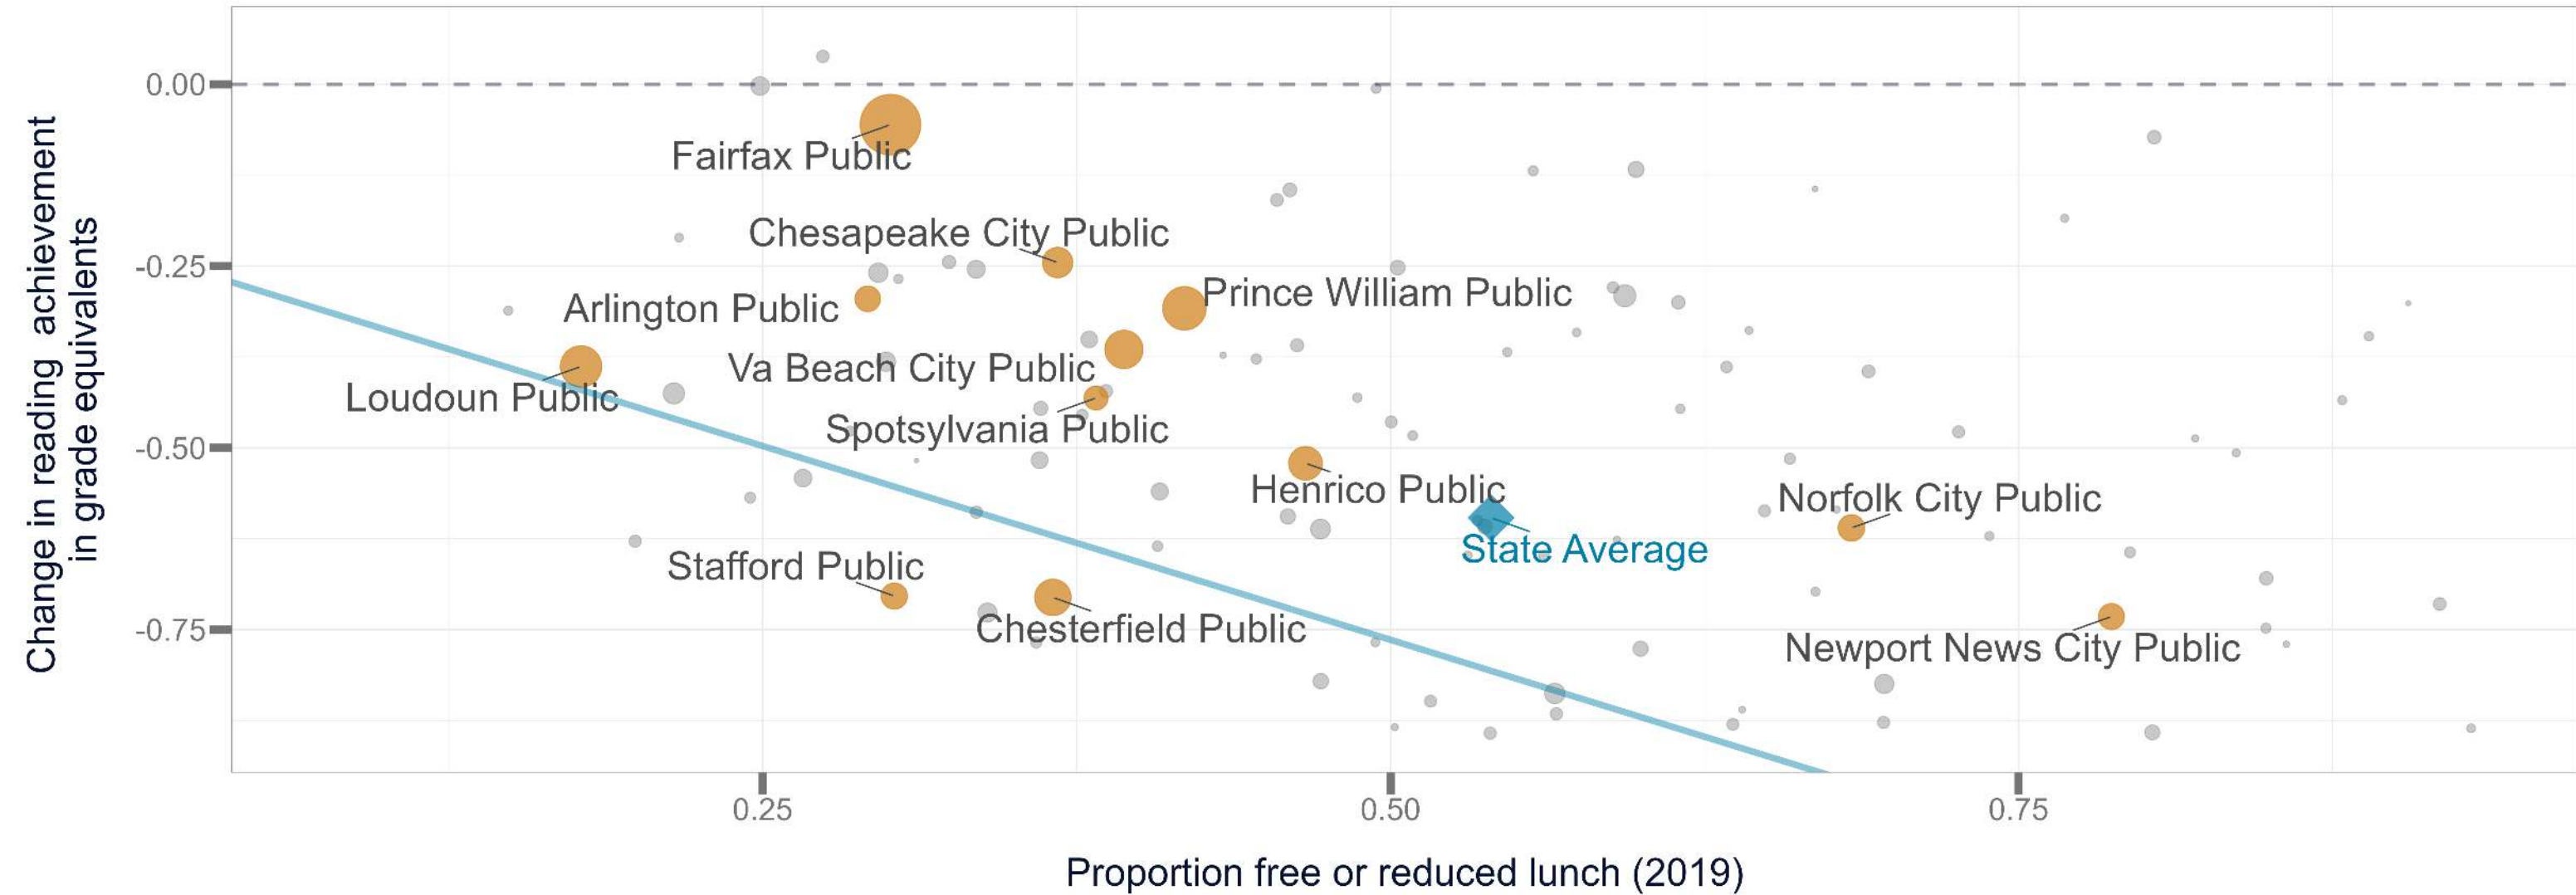 Change in reading achievement
in grade equivalents
0.00
-0.25
-0.50
-0.75
Fairfax Public
Chesapeake City Public
Prince William Public
Arlington Public
Va Beach City Public
Loudoun Public
Spotsylvania Public
Henrico Public
Norfolk City Public
State Average
Stafford Public
Chesterfield Public
Newport News City Public
0.25
0.50
0.75
Proportion free or reduced lunch (2019)